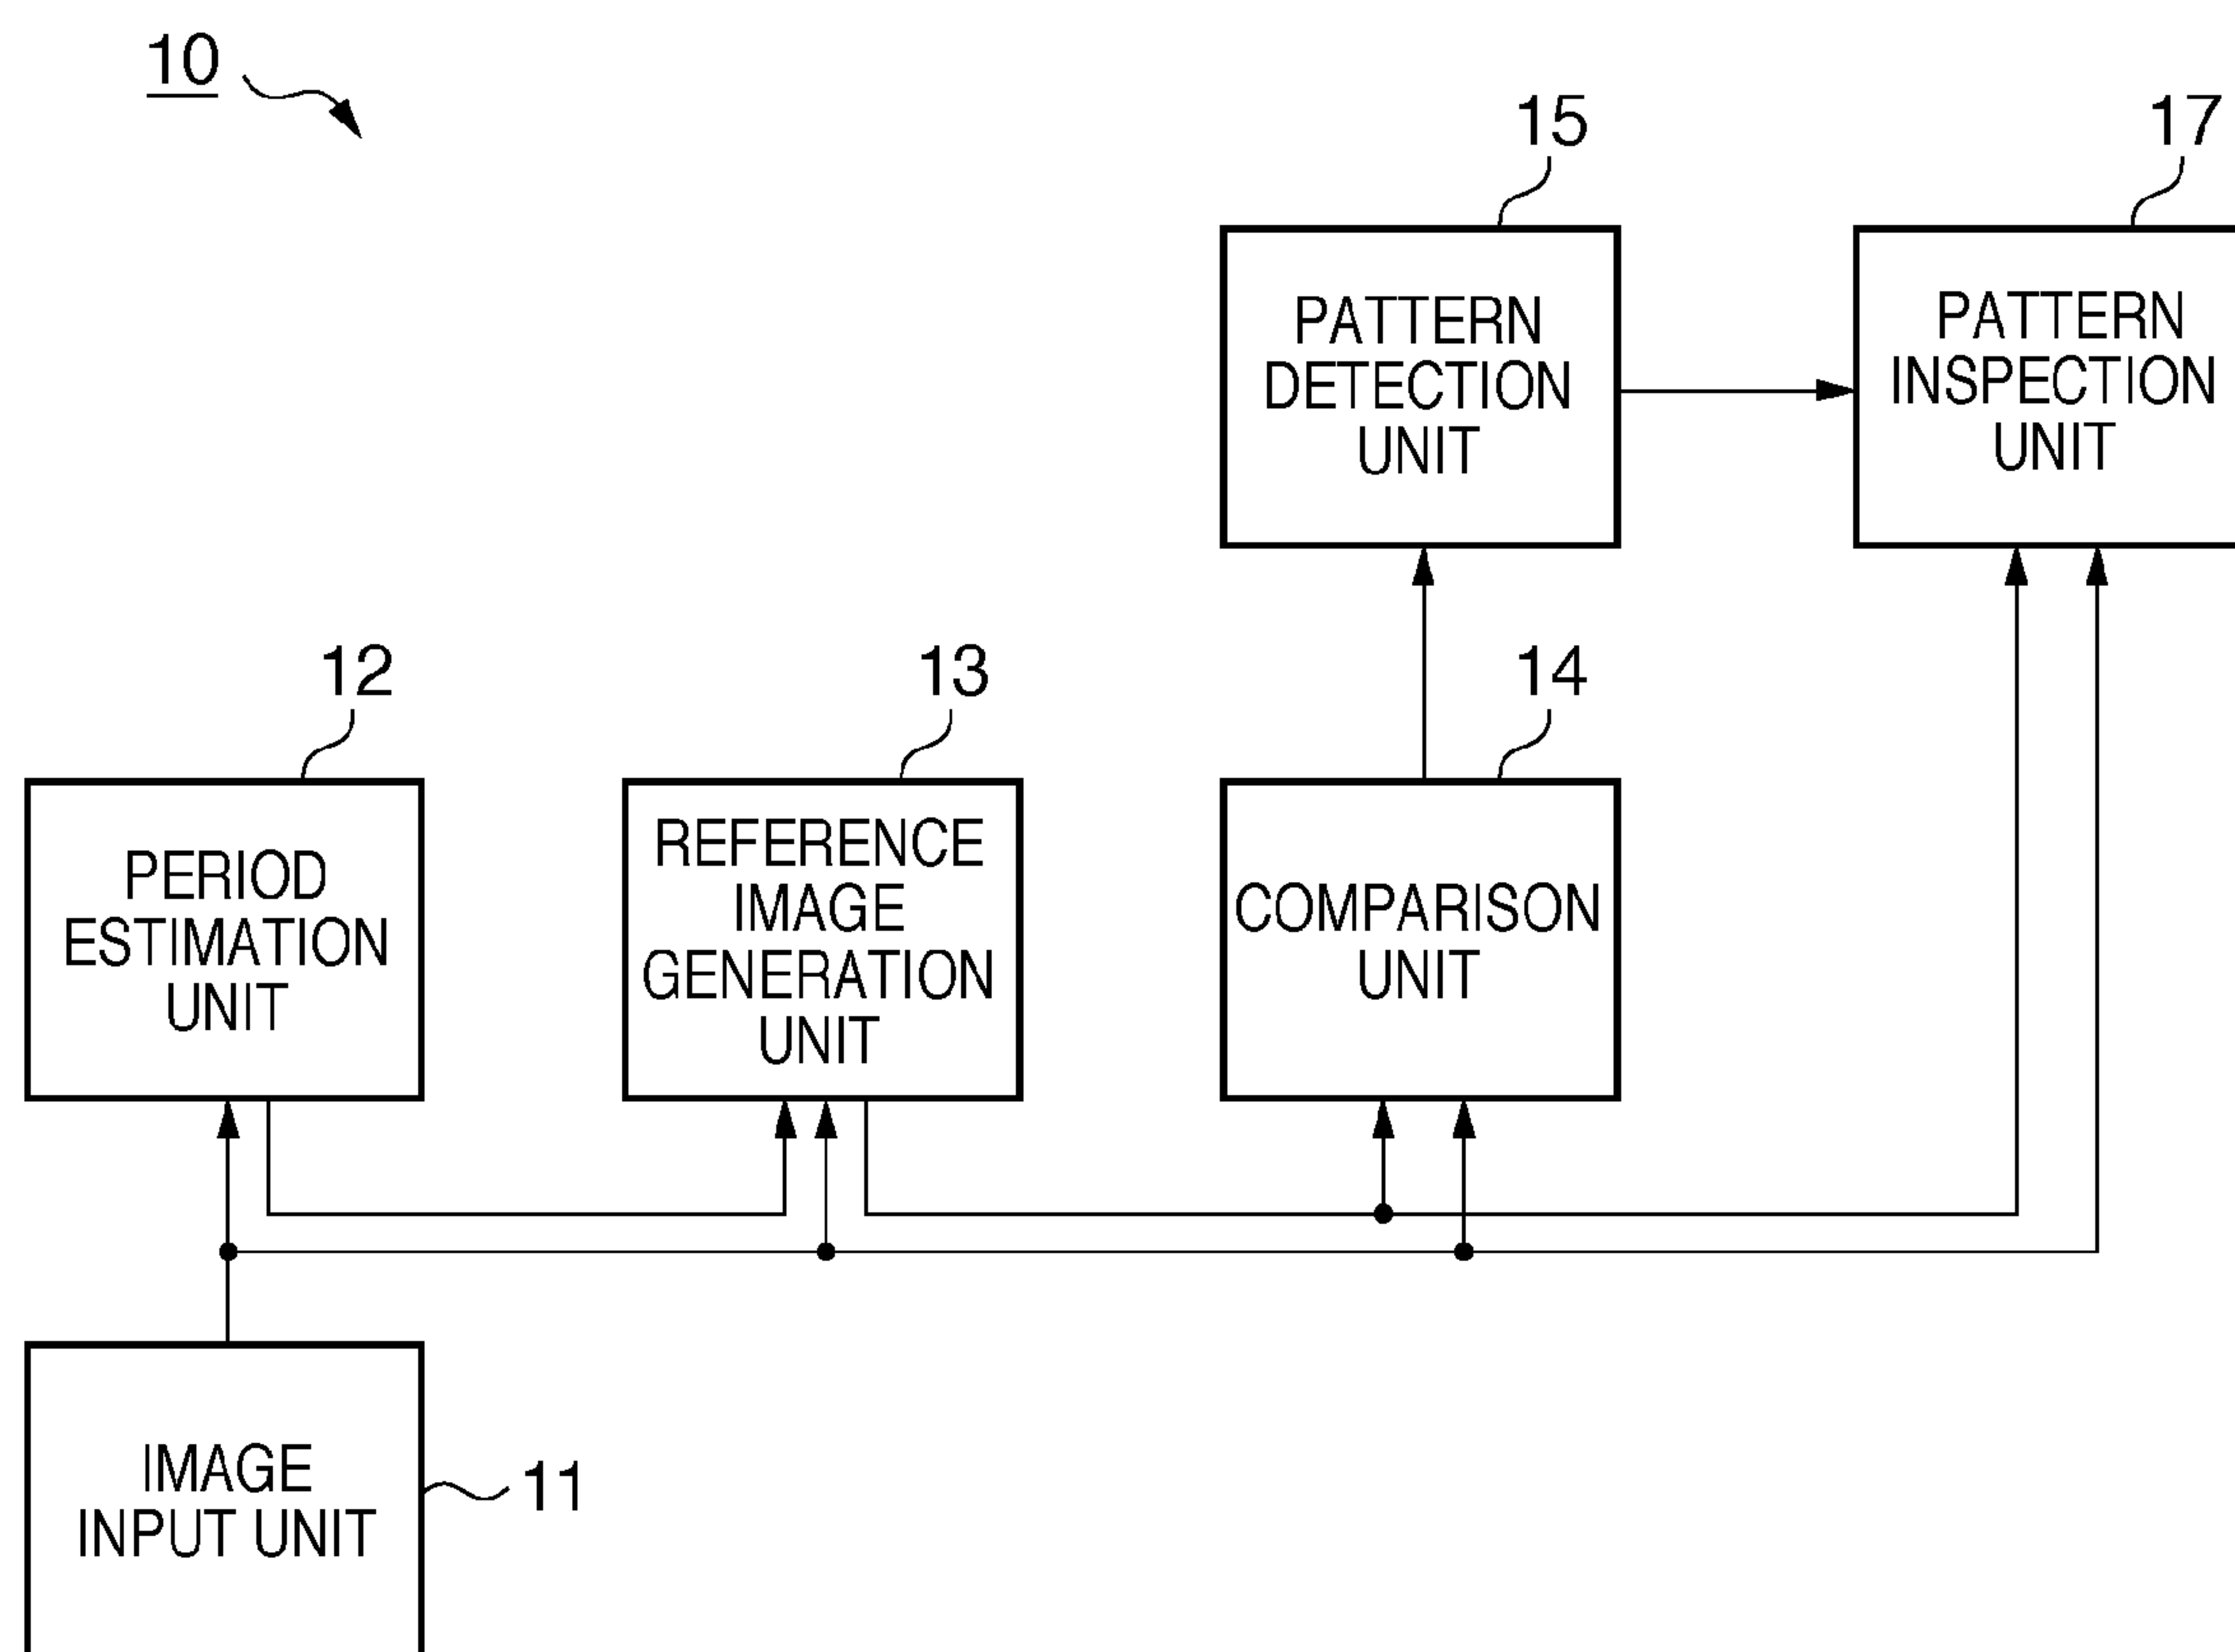 10
15
17
PATTERN
DETECTION
UNIT
PATTERN
INSPECTION
UNIT
12
13
14
PERIOD
ESTIMATION
UNIT
REFERENCE
IMAGE
GENERATION
UNIT
COMPARISON
UNIT
IMAGE
INPUT UNIT
11